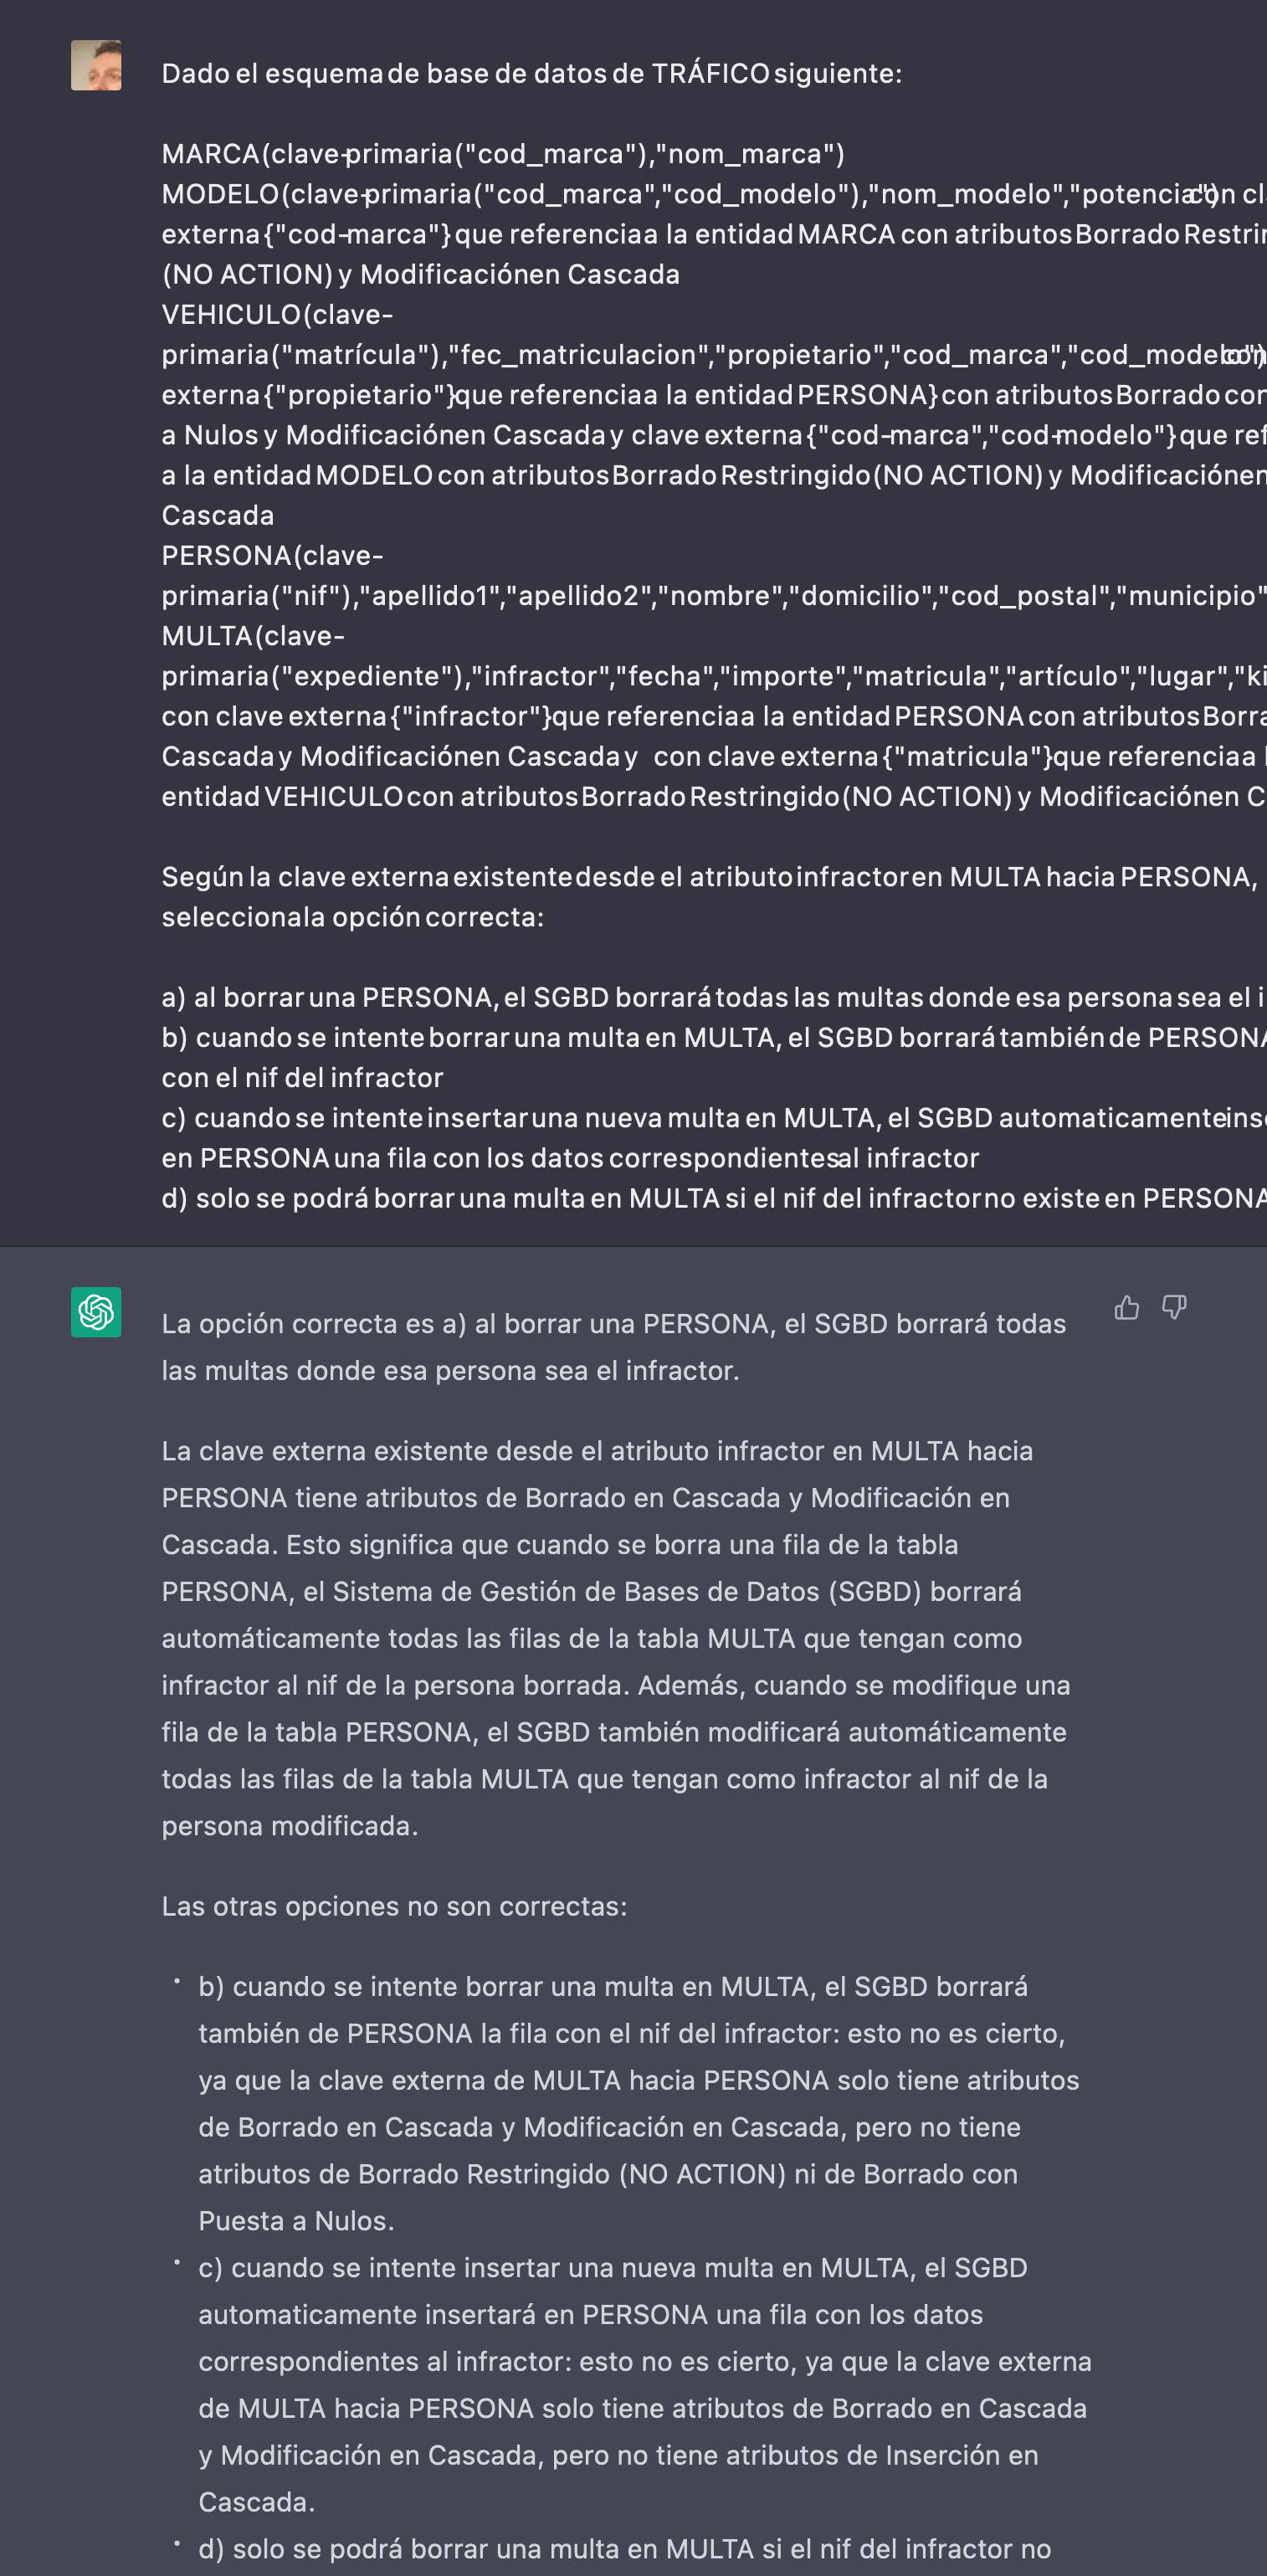 Dado el esquema de base de datos de TRÁFICO siguiente:
MARCA(clave-primaria("cod_marca"),"nom_marca")
MODELO(clave-primaria("cod_marca","cod_modelo"),"nom_modelo","potencia") con
externa {"cod-marca"} que referencia a la entidad MARCA con atributos Borrado
(NO ACTION) y Modificación en Cascada
VEHICULO(clave-
primaria("matrícula"),"fec_matriculacion","propietario","cod_marca","cod_modelo") con
externa {"propietario"} que referencia a la entidad PERSONA} con atributos Borrado con
a Nulos y Modificación en Cascada y clave externa {"cod-marca","cod-modelo"} que
a la entidad MODELO con atributos Borrado Restringido (NO ACTION) y Modificación en
Cascada
PERSONA(clave-
primaria("nif"),"apellido1","apellido2","nombre","domicilio","cod_postal","municipio"
MULTA(clave-
primaria("expediente"),"infractor","fecha","importe","matricula","artículo","lugar",
con clave externa {"infractor"} que referencia a la entidad PERSONA con atributos
Cascada y Modificación en Cascada y con clave externa {"matricula"} que referencia a
entidad VEHICULO con atributos Borrado Restringido (NO ACTION) y Modificación en
Según la clave externa existente desde el atributo infractor en MULTA hacia PERSONA,
selecciona la opción correcta:
a) al borrar una PERSONA, el SGBD borrará todas las multas donde esa persona sea el
b) cuando se intente borrar una multa en MULTA, el SGBD borrará también de PERSONA
con el nif del infractor
c) cuando se intente insertar una nueva multa en MULTA, el SGBD automaticamente
en PERSONA una fila con los datos correspondientes al infractor
d) solo se podrá borrar una multa en MULTA si el nif del infractor no existe en PERSONA
La opción correcta es a) al borrar una PERSONA, el SGBD borrará todas
las multas donde esa persona sea el infractor.
La clave externa existente desde el atributo infractor en MULTA hacia
PERSONA tiene atributos de Borrado en Cascada y Modificación en
Cascada. Esto significa que cuando se borra una fila de la tabla
PERSONA, el Sistema de Gestión de Bases de Datos (SGBD) borrará
automáticamente todas las filas de la tabla MULTA que tengan como
infractor al nif de la persona borrada. Además, cuando se modifique una
fila de la tabla PERSONA, el SGBD también modificará automáticamente
todas las filas de la tabla MULTA que tengan como infractor al nif de la
persona modificada.
Las otras opciones no son correctas:
• b) cuando se intente borrar una multa en MULTA, el SGBD borrará
también de PERSONA la fila con el nif del infractor: esto no es cierto,
ya que la clave externa de MULTA hacia PERSONA solo tiene atributos
de Borrado en Cascada y Modificación en Cascada, pero no tiene
atributos de Borrado Restringido (NO ACTION) ni de Borrado con
Puesta a Nulos.
• c) cuando se intente insertar una nueva multa en MULTA, el SGBD
automaticamente insertará en PERSONA una fila con los datos
correspondientes al infractor: esto no es cierto, ya que la clave externa
de MULTA hacia PERSONA solo tiene atributos de Borrado en Cascada
y Modificación en Cascada, pero no tiene atributos de Inserción en
Cascada.
• d) solo se podrá borrar una multa en MULTA si el nif del infractor no